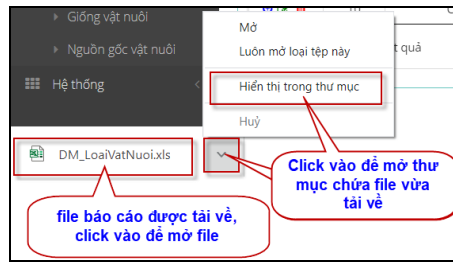 Giống vật nuôi
Mở
Nguồn gốc vật nuôi
Luôn mở loại tệp này
t quả
Hệ thống
Hiển thị trong thư mục
Huỷ
DM_LoaiVatNuoi.xls
Click vào để mở thư
mục chứa file vừa
tải về
file báo cáo được tải về,
click vào để mở file